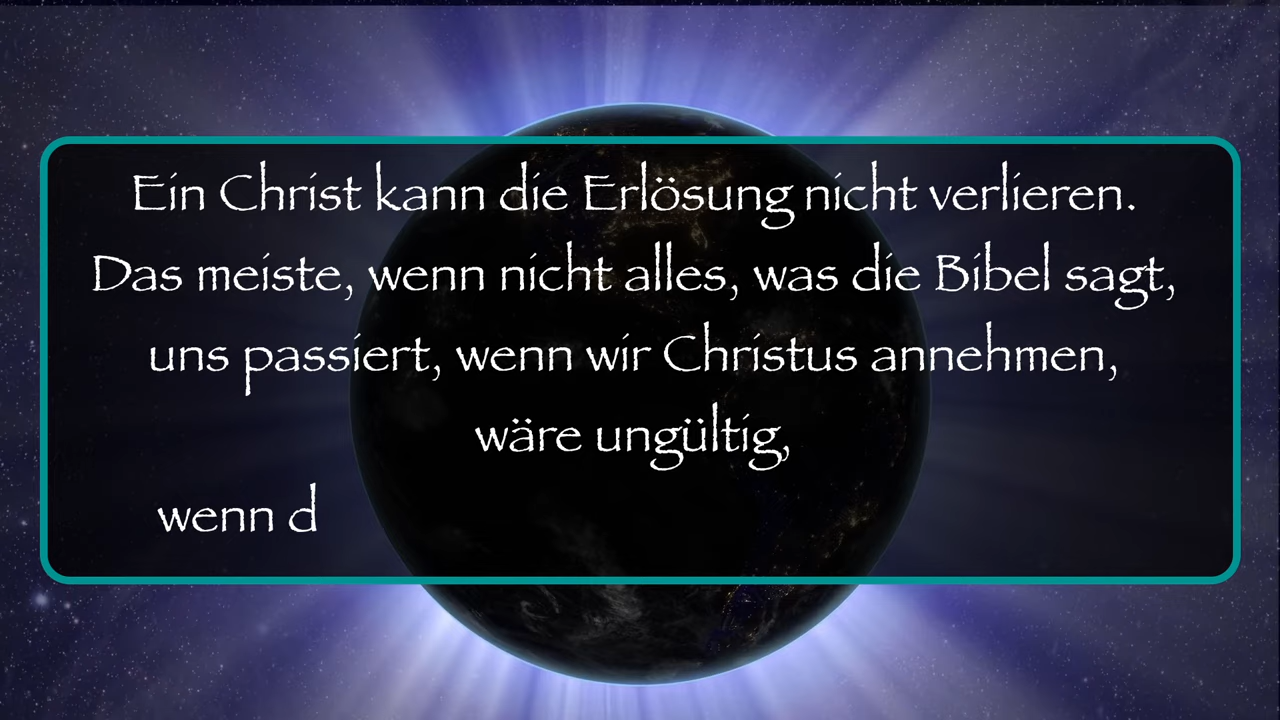 Ein Christ kann die Erlösung nicht verlieren.
Das meiste, wenn nicht alles, was die Bibel sagt,
uns passiert, wenn wir Christus annehmen,
wäre ungültig,
wenn d